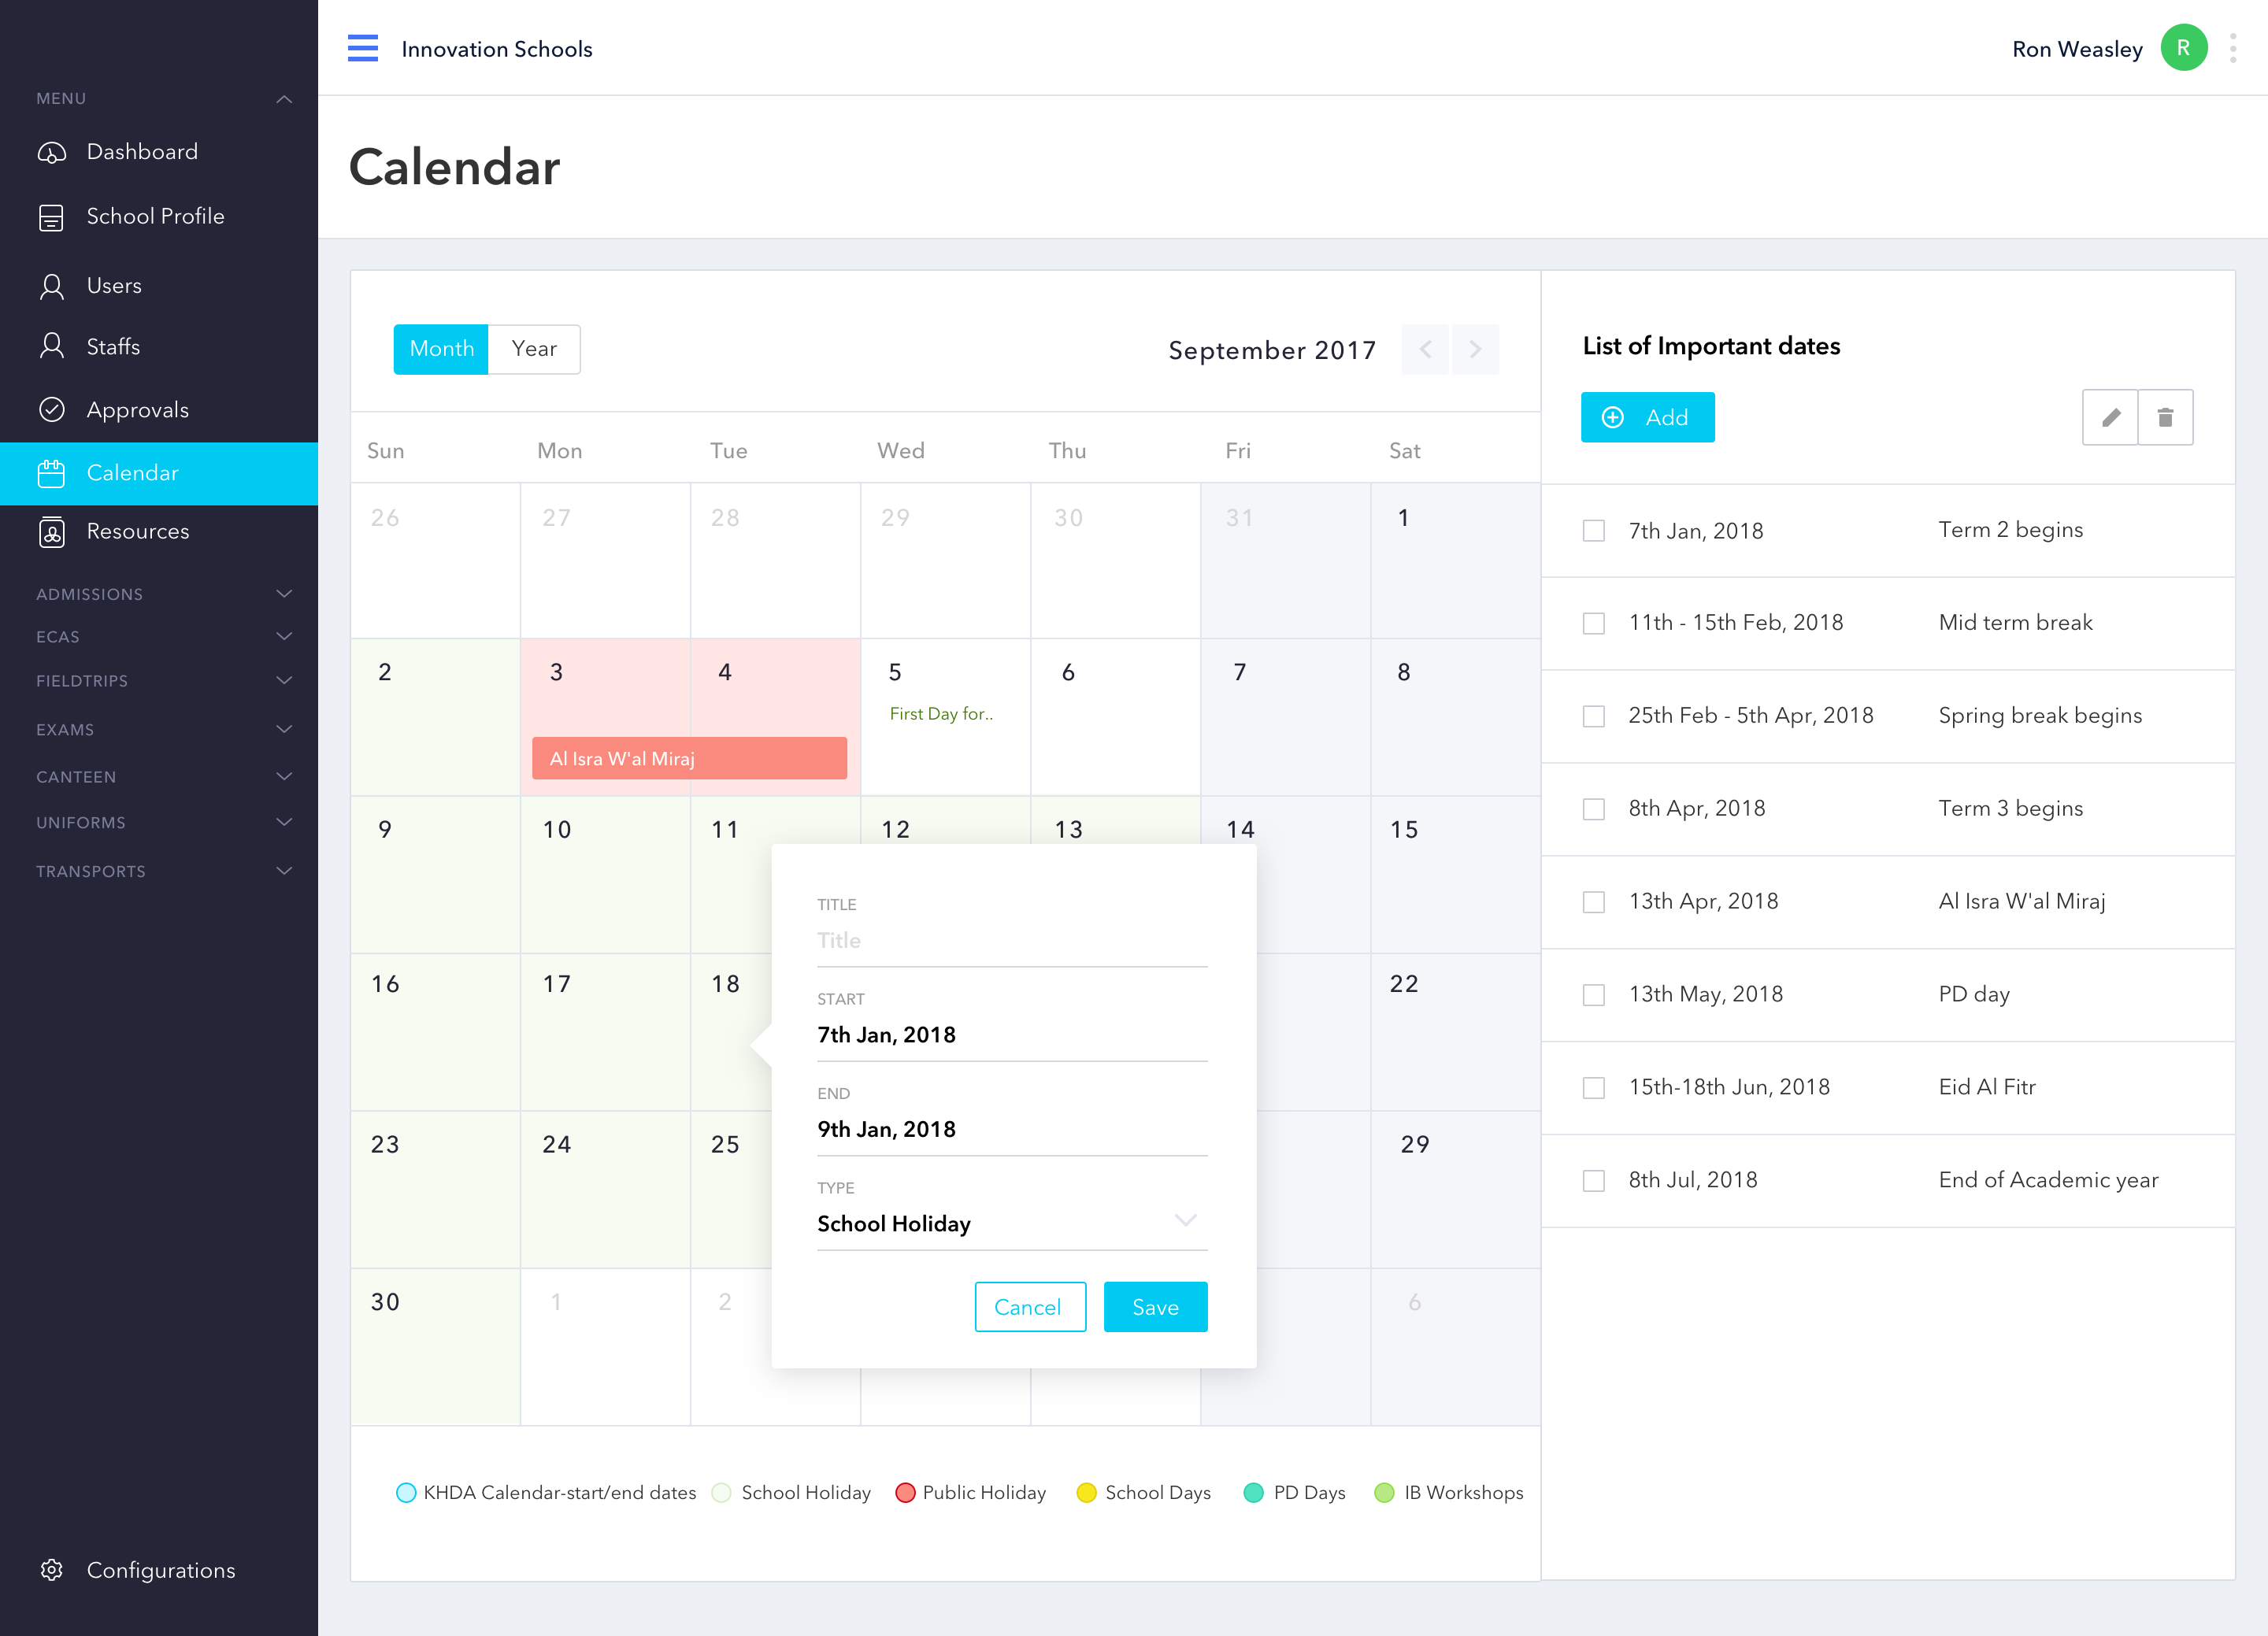 Innovation Schools
Ron Weasley
R
MENU
Dashboard
School Profile
Users
Staffs
Approvals
Calendar
Resources
ADMISSIONS
ECAS
FIELDTRIPS
EXAMS
CANTEEN
UNIFORMS
TRANSPORTS
Configurations
Calendar
Month
Year
September 2017
Sun Mon Tue Wed Thu Fri Sat
26 27 28 29 30 31 1
2 3 4 5 6 7 8
First Day for..
Al Isra W'al Miraj
9 10 11 12 13 14 15
16 17 18 22
23 24 25 29
30 1 2 6
TITLE
Title
START
7th Jan, 2018
END
9th Jan, 2018
TYPE
School Holiday
Cancel
Save
KHDA Calendar-start/end dates
School Holiday
Public Holiday
School Days
PD Days
IB Workshops
List of Important dates
Add
7th Jan, 2018 Term 2 begins
11th - 15th Feb, 2018 Mid term break
25th Feb - 5th Apr, 2018 Spring break begins
8th Apr, 2018 Term 3 begins
13th Apr, 2018 Al Isra W'al Miraj
13th May, 2018 PD day
15th-18th Jun, 2018 Eid Al Fitr
8th Jul, 2018 End of Academic year